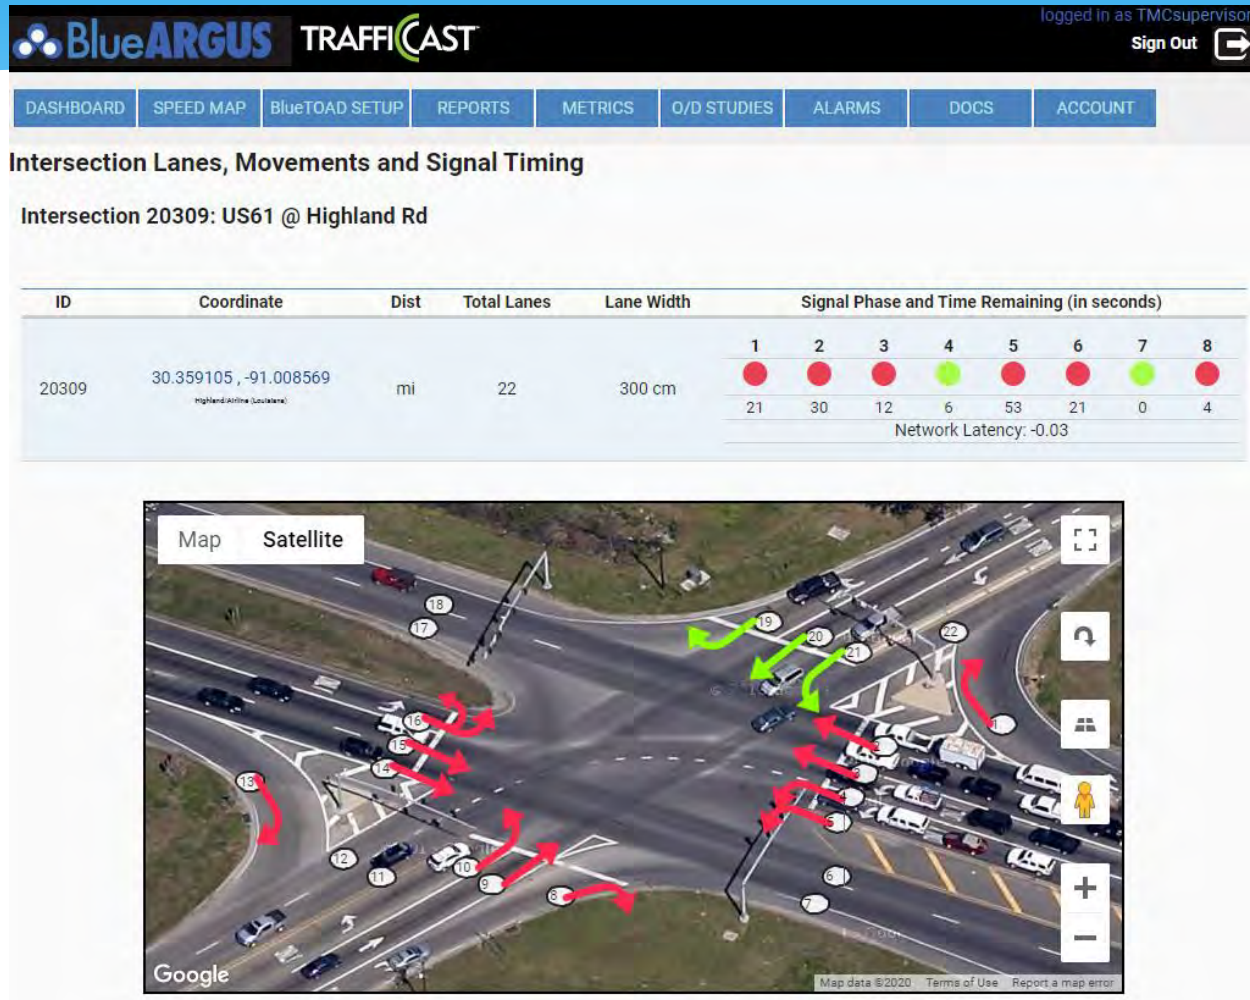 logged in as TMCsupervisor
BlueARGUS TRAFFICAST
Sign Out
DASHBOARD SPEED MAP BlueTOAD SETUP REPORTS METRICS O/D STUDIES ALARMS DOCS ACCOUNT
Intersection Lanes, Movements and Signal Timing
Intersection 20309: US61 @ Highland Rd
ID Coordinate Dist Total Lanes Lane Width Signal Phase and Time Remaining (in seconds)
1 2 3 4 5 6 7 8
20309 30.359105 , -91.008569 mi 22 300 cm
Highland/Airline (Louisiana)
21 30 12 6 53 21 0 4
Network Latency: -0.03
Map Satellite
18
17
19
20
21
22
16
15
14
13
1
2
3
4
5
12
11
10
9
8
6
7
Google
Map data ©2020 Terms of Use Report a map error